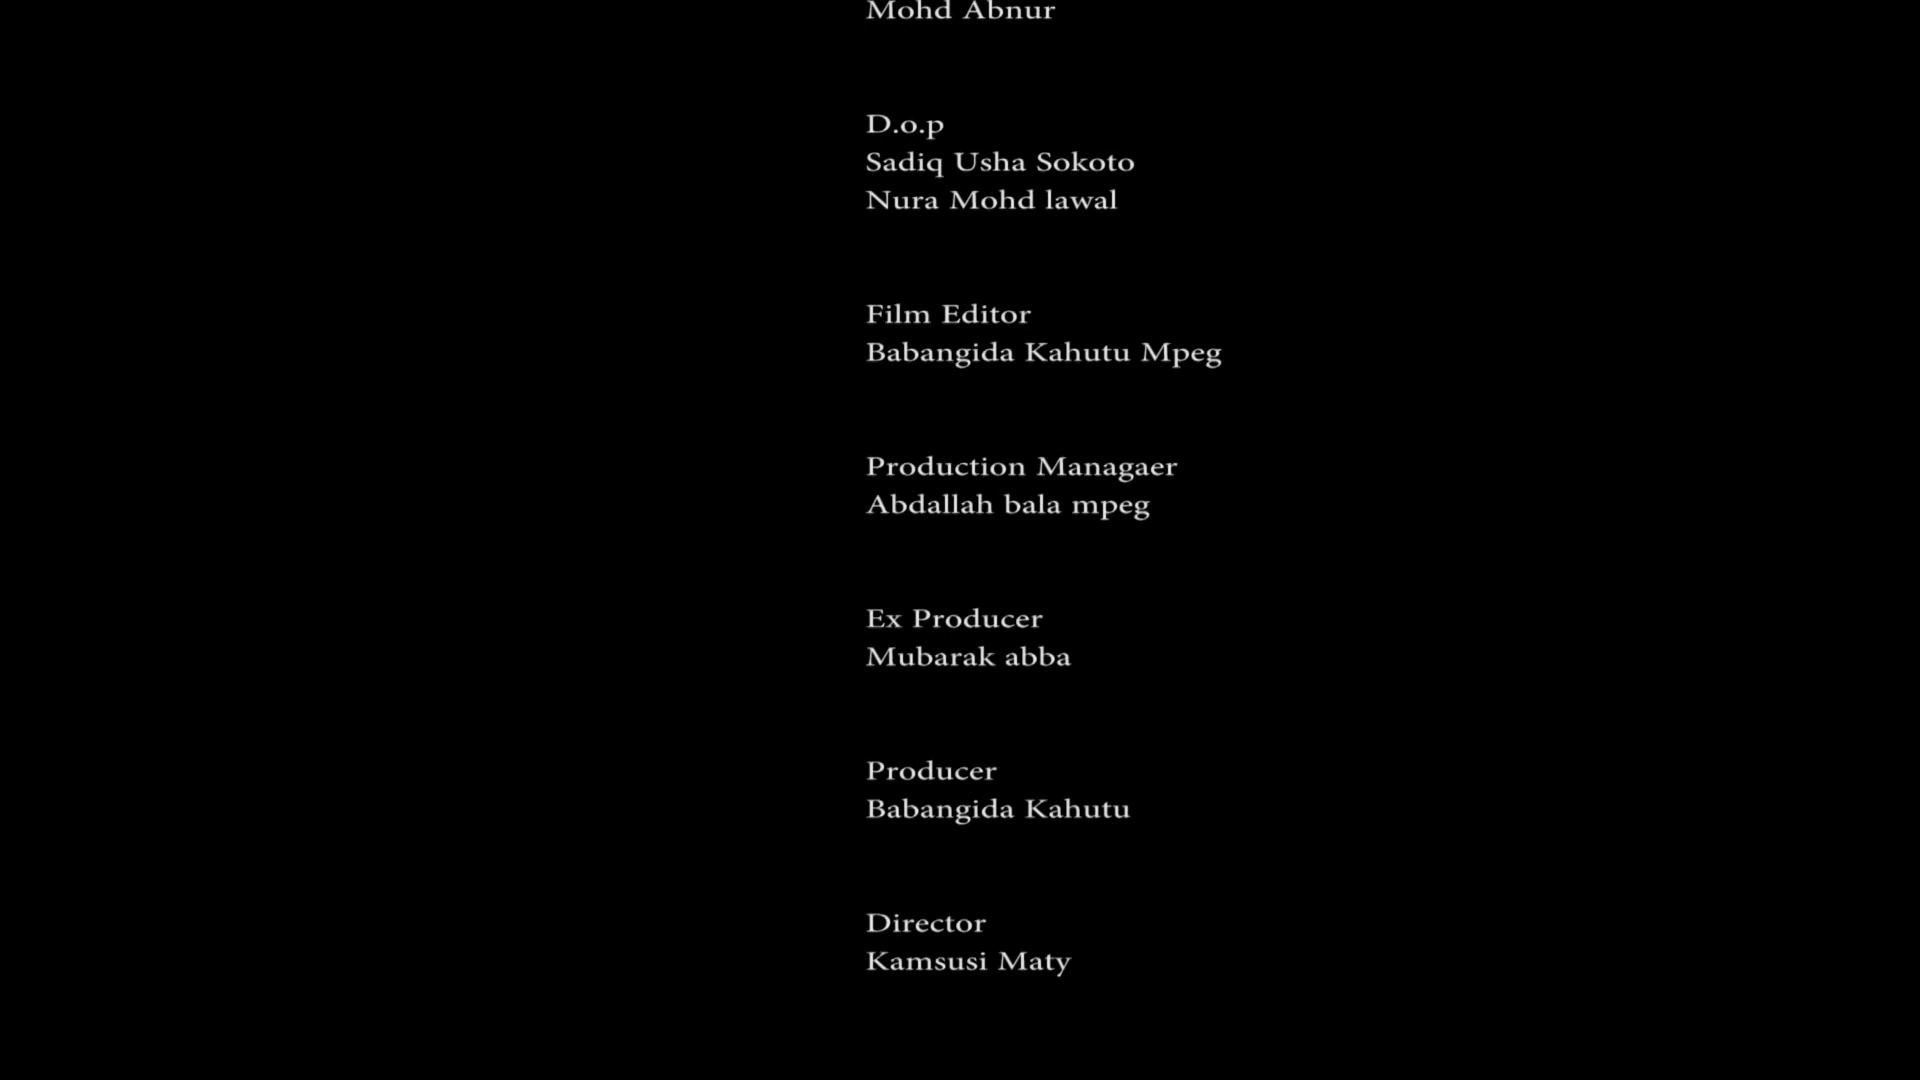 Mohd Abnur
D.o.p
Sadiq Usha Sokoto
Nura Mohd lawal
Film Editor
Babangida Kahutu Mpeg
Production Managaer
Abdallah bala mpeg
Ex Producer
Mubarak abba
Producer
Babangida Kahutu
Director
Kamsusi Maty